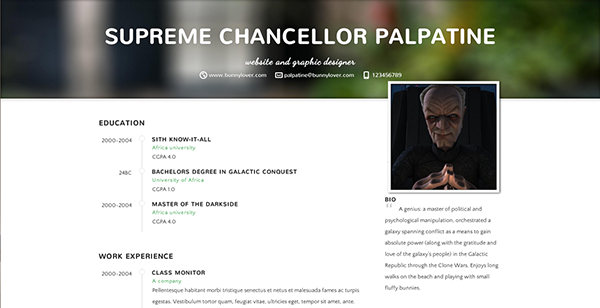 SUPREME CHANCELLOR PALPATINE
website and graphic designer
www.bunnylover.com palpatine@bunnylover.com 123456789
EDUCATION
2000-2004 SITH KNOW-IT-ALL
Africa university
CGPA 4.0
24BC BACHELORS DEGREE IN GALACTIC CONQUEST
University of Africa
CGPA 1.0
2000-2004 MASTER OF THE DARKSIDE
Africa university
CGPA 4.0
WORK EXPERIENCE
2000-2004 CLASS MONITOR
A company
Pellentesque habitant morbi tristique senectus et netus et malesuada fames ac turpis
egestas. Vestibulum tortor quam, feugiat vitae, ultricies eget, tempor sit amet, ante.
BIO
“ A genius: a master of political and
psychological manipulation, orchestrated a
galaxy spanning conflict as a means to gain
absolute power (along with the gratitude and
love of the galaxy's people) in the Galactic
Republic through the Clone Wars. Enjoys long
walks on the beach and playing with small
fluffy bunnies.